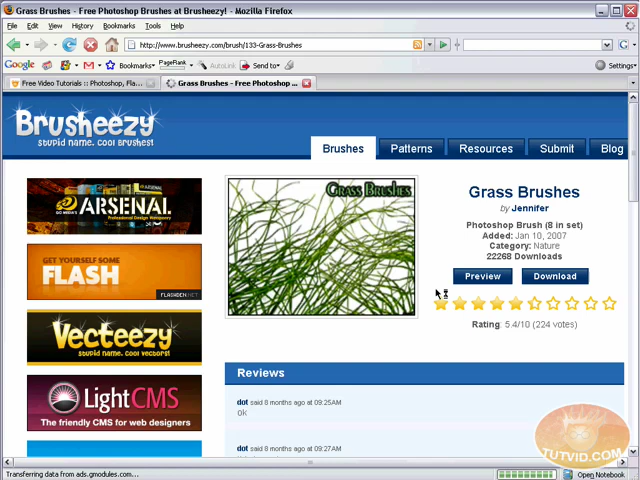 Grass Brushes - Free Photoshop Brushes at Brusheezy! - Mozilla Firefox
File Edit View History Bookmarks Tools Help
http://www.brusheezy.com/brush/133-Grass-Brushes
Google Bookmarks PageRank AutoLink Send to Settings
Free Video Tutorials :: Photoshop, Fla... Grass Brushes - Free Photoshop ...
Brusheezy
stupid name. cool brushes!
Brushes Patterns Resources Submit Blog
GO MEDIA'S ARSENAL
Professional Design Weaponry
GET YOURSELF SOME
FLASH
FLASHDEN.NET
Vecteezy
stupid name. cool vectors!
LightCMS
The friendly CMS for web designers
GRASS BRUSHES
Grass Brushes
by Jennifer
Photoshop Brush (8 in set)
Added: Jan 10, 2007
Category: Nature
22268 Downloads
Preview Download
Rating: 5.4/10 (224 votes)
Reviews
dot said 8 months ago at 09:25AM
ok
dot said 8 months ago at 09:27AM
TUTVID.COM
Transferring data from ads.gmodules.com... Open Notebook